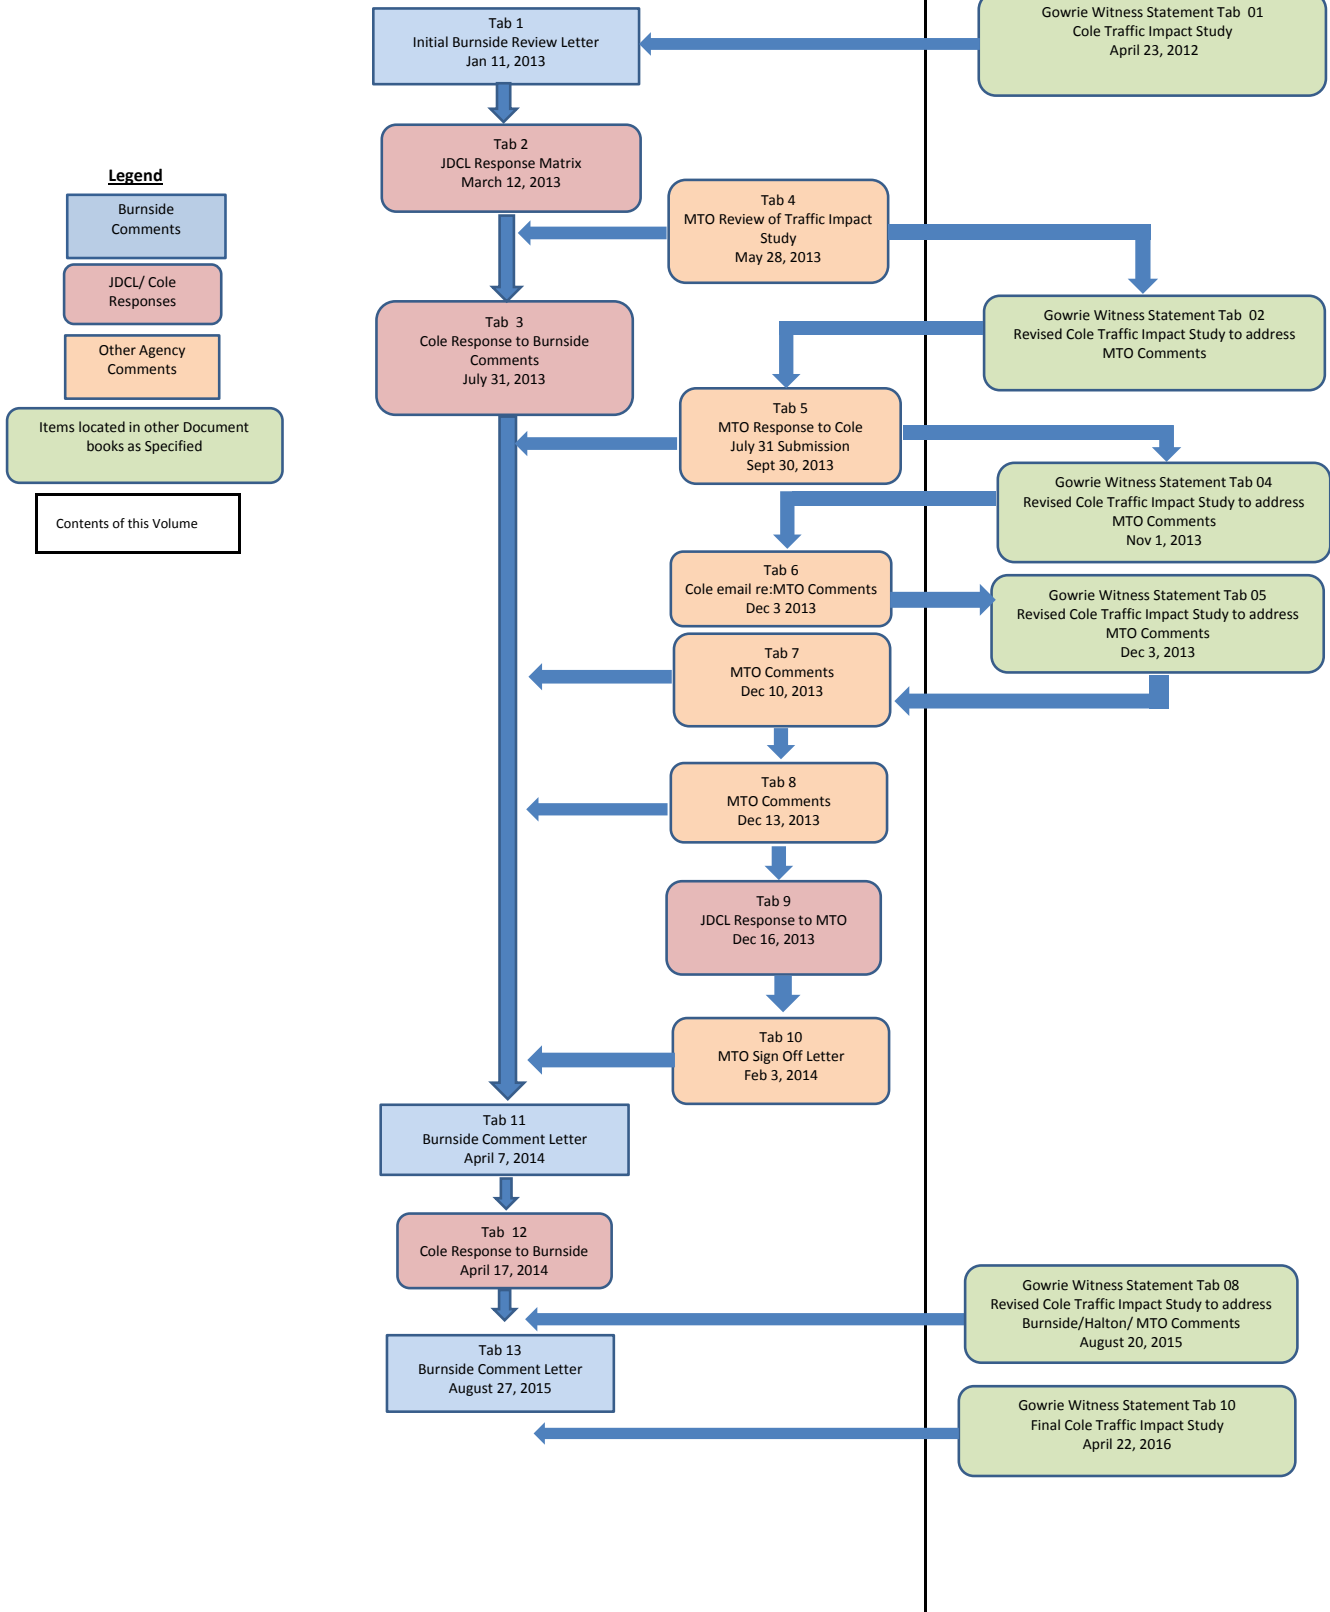 Tab 1
Initial Burnside Review Letter
Jan 11, 2013
Gowrie Witness Statement Tab 01
Cole Traffic Impact Study
April 23, 2012
Tab 2
JDCL Response Matrix
March 12, 2013
Legend
Burnside
Comments
JDCL/ Cole
Responses
Other Agency
Comments
Items located in other Document
books as Specified
Contents of this Volume
Tab 4
MTO Review of Traffic Impact
Study
May 28, 2013
Tab 3
Cole Response to Burnside
Comments
July 31, 2013
Gowrie Witness Statement Tab 02
Revised Cole Traffic Impact Study to address
MTO Comments
Tab 5
MTO Response to Cole
July 31 Submission
Sept 30, 2013
Gowrie Witness Statement Tab 04
Revised Cole Traffic Impact Study to address
MTO Comments
Nov 1, 2013
Tab 6
Cole email re:MTO Comments
Dec 3 2013
Gowrie Witness Statement Tab 05
Revised Cole Traffic Impact Study to address
MTO Comments
Dec 3, 2013
Tab 7
MTO Comments
Dec 10, 2013
Tab 8
MTO Comments
Dec 13, 2013
Tab 9
JDCL Response to MTO
Dec 16, 2013
Tab 10
MTO Sign Off Letter
Feb 3, 2014
Tab 11
Burnside Comment Letter
April 7, 2014
Tab 12
Cole Response to Burnside
April 17, 2014
Gowrie Witness Statement Tab 08
Revised Cole Traffic Impact Study to address
Burnside/Halton/ MTO Comments
August 20, 2015
Tab 13
Burnside Comment Letter
August 27, 2015
Gowrie Witness Statement Tab 10
Final Cole Traffic Impact Study
April 22, 2016